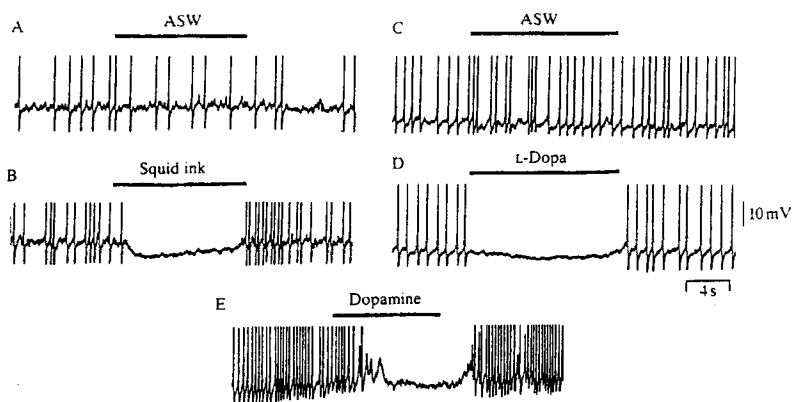 A
ASW
B
Squid ink
C
ASW
D
L-Dopa
10 mV
4 s
E
Dopamine